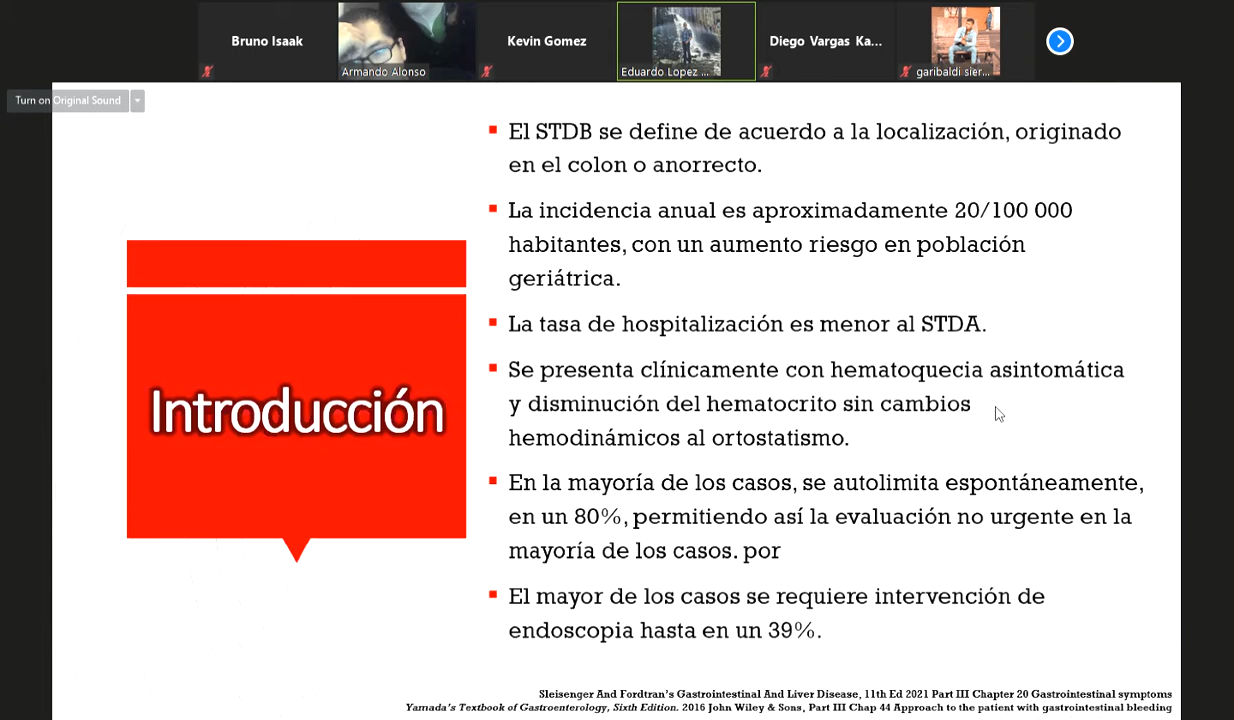 Bruno Isaak
Armando Alonso
Kevin Gomez
Eduardo Lopez ...
Diego Vargas Ka...
garibaldi sier...
Turn on Original Sound
Introducción
El STDB se define de acuerdo a la localización, originado
en el colon o anorrecto.
La incidencia anual es aproximadamente 20/100 000
habitantes, con un aumento riesgo en población
geriátrica.
La tasa de hospitalización es menor al STDA.
Se presenta clínicamente con hematoquecia asintomática
y disminución del hematocrito sin cambios
hemodinámicos al ortostatismo.
En la mayoría de los casos, se autolimita espontáneamente,
en un 80%, permitiendo así la evaluación no urgente en la
mayoría de los casos. por
El mayor de los casos se requiere intervención de
endoscopia hasta en un 39%.
Sleisenger And Fordtran's Gastrointestinal And Liver Disease, 11th Ed 2021 Part III Chapter 20 Gastrointestinal symptoms
Yamada's Textbook of Gastroenterology, Sixth Edition. 2016 John Wiley & Sons, Part III Chap 44 Approach to the patient with gastrointestinal bleeding